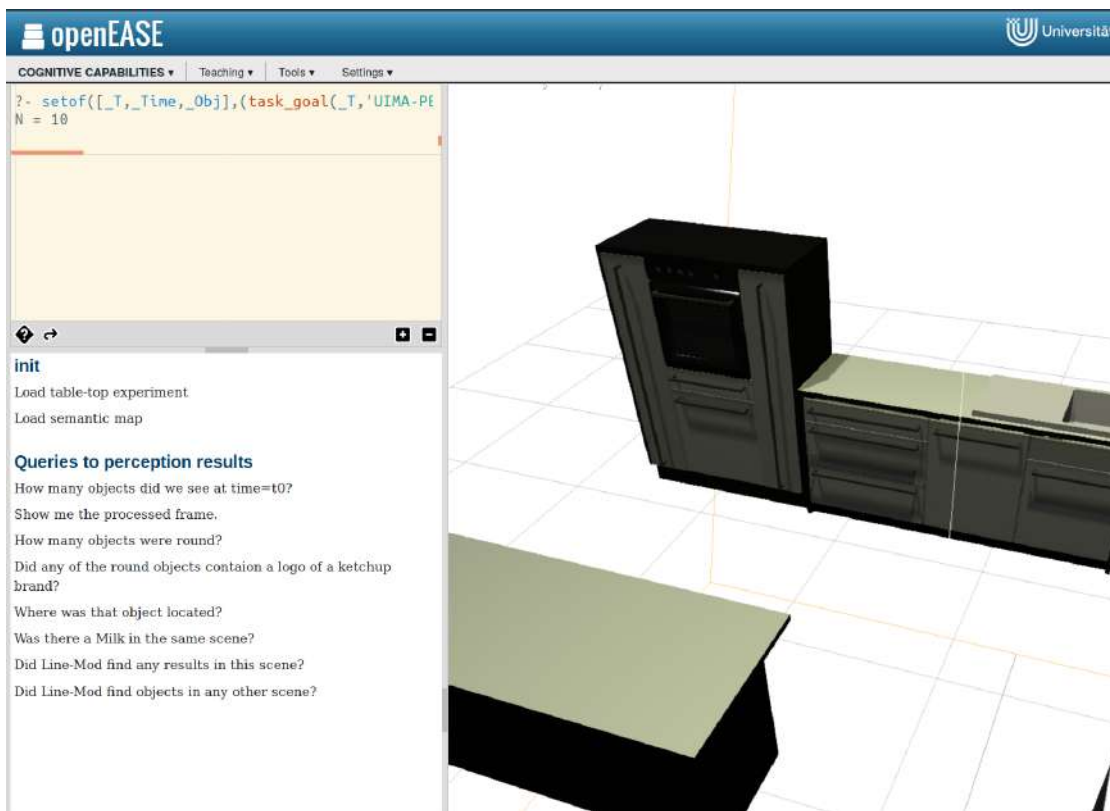 openEASE
Universitä
COGNITIVE CAPABILITIES ▾ Teaching ▾ Tools ▾ Settings ▾
?- setof([_T,_Time,_Obj],(task_goal(_T,'UIMA-PE
N = 10
init
Load table-top experiment
Load semantic map
Queries to perception results
How many objects did we see at time=t0?
Show me the processed frame.
How many objects were round?
Did any of the round objects contaion a logo of a ketchup
brand?
Where was that object located?
Was there a Milk in the same scene?
Did Line-Mod find any results in this scene?
Did Line-Mod find objects in any other scene?